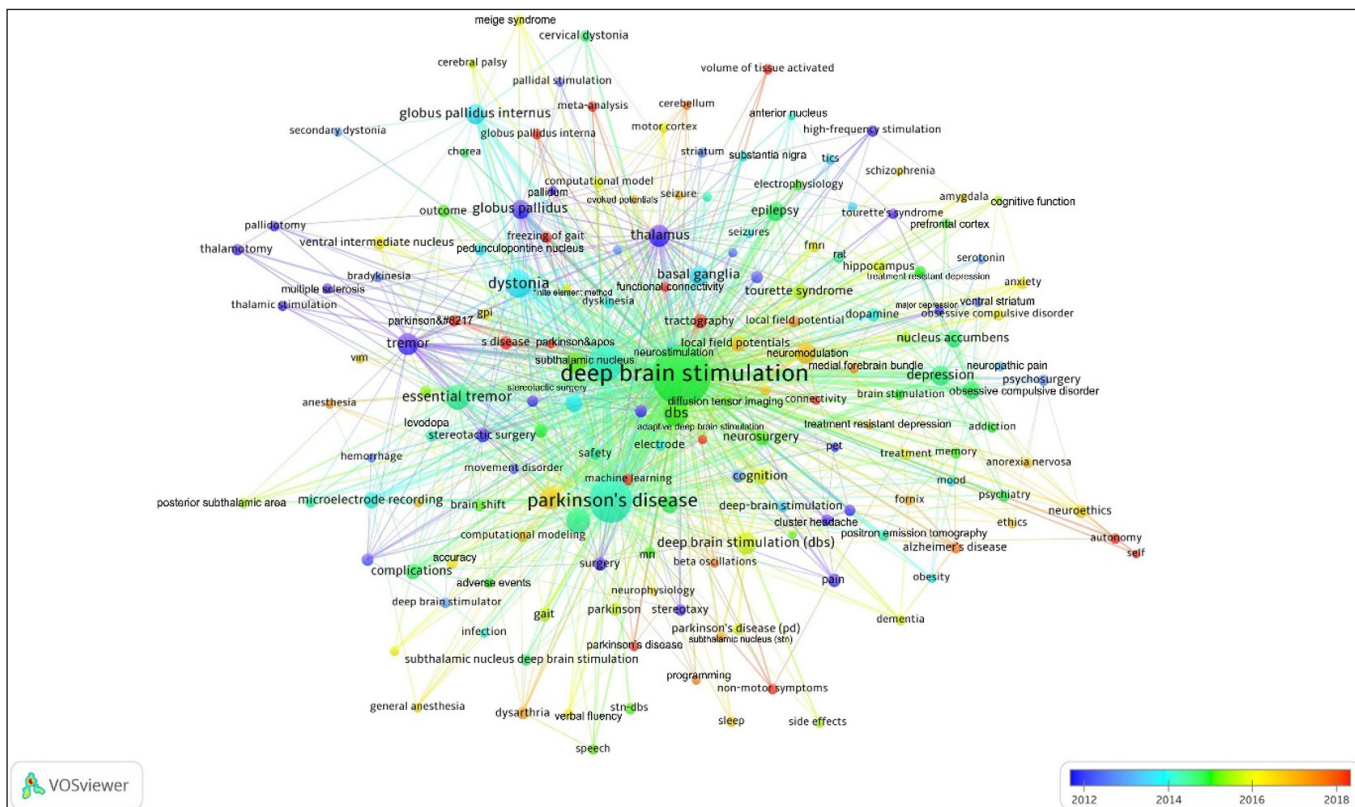 meige syndrome
cervical dystonia
cerebral palsy
volume of tissue activated
pallidal stimulation
meta-analysis
cerebellum
globus pallidus internus
anterior nucleus
motor cortex
high-frequency stimulation
secondary dystonia
globus pallidus interna
chorea
striatum
substantia nigra
tics
schizophrenia
computational model
electrophysiology
pallidum
seizure
evoked potentials
amygdala
cognitive function
outcome
globus pallidus
epilepsy
tourette's syndrome
prefrontal cortex
pallidotomy
freezing of gait
thalamus
seizures
thalamotomy
ventral intermediate nucleus
pedunculopontine nucleus
fmri
rat
hippocampus
serotonin
bradykinesia
basal ganglia
treatment resistant depression
dystonia
functional connectivity
multiple sclerosis
finite element method
dyskinesia
tourette syndrome
anxiety
thalamic stimulation
major depression
ventral striatum
gpi
dopamine
obsessive compulsive disorder
parkinson&#8217
tractography
local field potential
tremor
s disease
parkinson&apos
local field potentials
nucleus accumbens
vim
subthalamic nucleus
neurostimulation
neuromodulation
medial forebrain bundle
neuropathic pain
deep brain stimulation
depression
psychosurgery
stereotactic surgery
essential tremor
diffusion tensor imaging
connectivity
brain stimulation
obsessive compulsive disorder
anesthesia
dbs
levodopa
adaptive deep brain stimulation
treatment resistant depression
addiction
stereotactic surgery
electrode
neurosurgery
pet
hemorrhage
safety
treatment
memory
movement disorder
anorexia nervosa
machine learning
cognition
mood
posterior subthalamic area
microelectrode recording
brain shift
parkinson's disease
deep-brain stimulation
fornix
psychiatry
cluster headache
neuroethics
computational modeling
ethics
positron emission tomography
autonomy
deep brain stimulation (dbs)
alzheimer's disease
self
accuracy
mri
complications
surgery
beta oscillations
adverse events
pain
obesity
neurophysiology
deep brain stimulator
gait
parkinson
stereotaxy
dementia
infection
parkinson's disease (pd)
subthalamic nucleus (stn)
parkinson's disease
subthalamic nucleus deep brain stimulation
programming
non-motor symptoms
general anesthesia
dysarthria
verbal fluency
stn-dbs
sleep
side effects
speech
VOSviewer
2012 2014 2016 2018